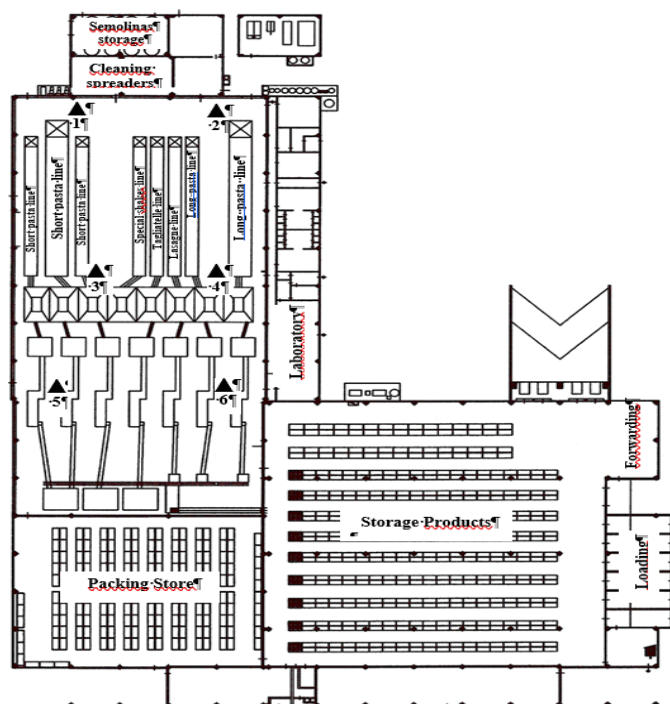 Semolinas¶
storage¶
Cleaning·
spreaders¶
▲¶
·1¶
▲¶
·2¶
Short·pasta·line¶
Short·pasta·line¶
Short·pasta·line¶
Special·shakes·line¶
Tagliatelle·line¶
Lasagne·line¶
Long··pasta·line¶
Long··pasta·line¶
▲¶
·3¶
▲¶
·4¶
Laboratory¶
▲¶
·5¶
▲¶
·6¶
Forwarding¶
Storage·Products¶
¶
Loading¶
Packing·Store¶